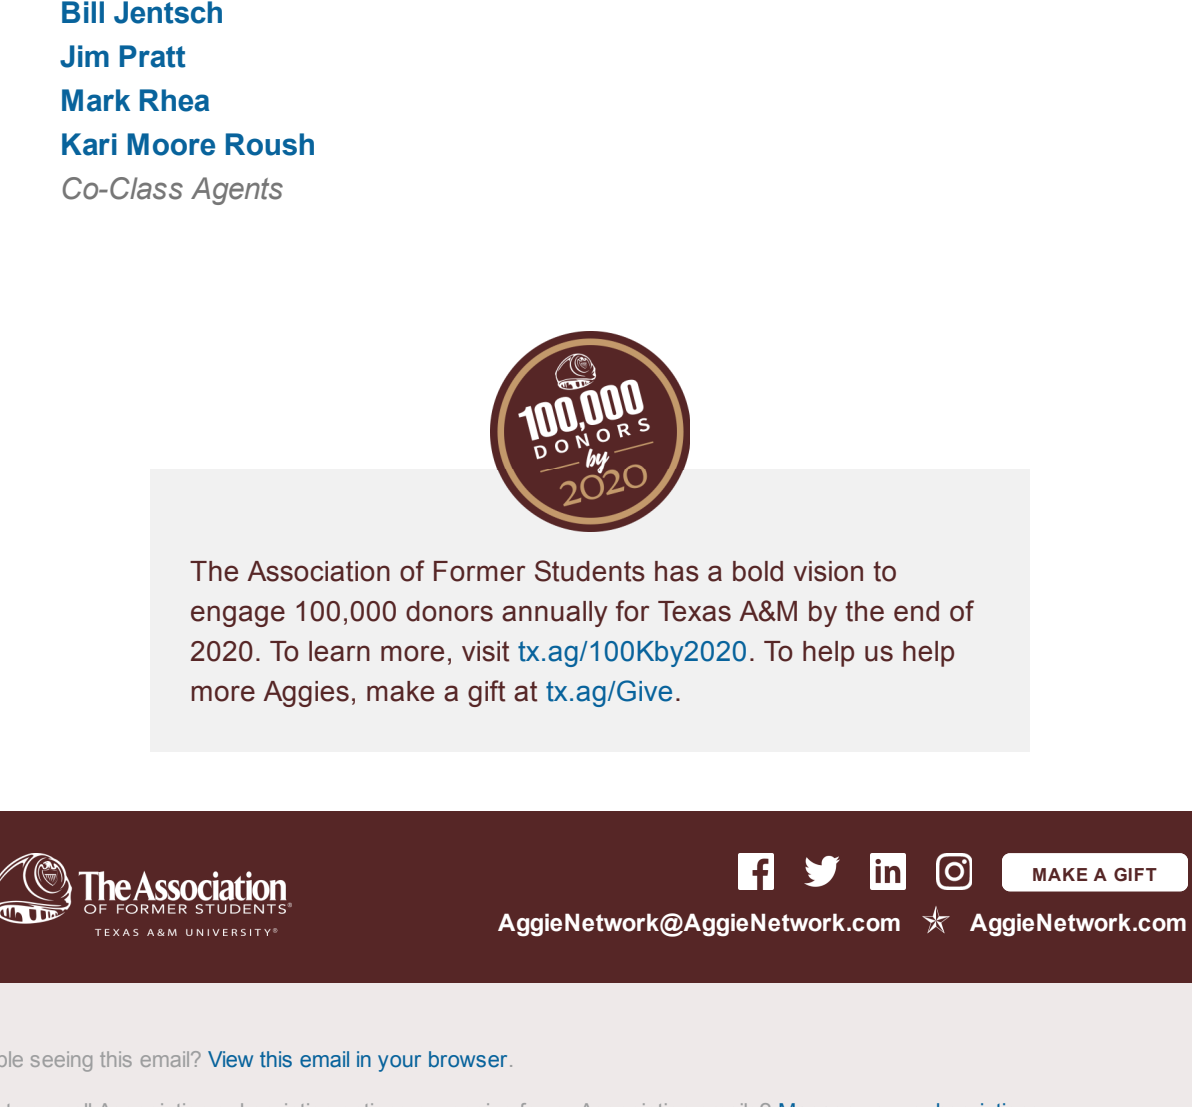 Bill Jentsch
Jim Pratt
Mark Rhea
Kari Moore Roush
Co-Class Agents
100,000
DONORS
by
2020
The Association of Former Students has a bold vision to
engage 100,000 donors annually for Texas A&M by the end of
2020. To learn more, visit tx.ag/100Kby2020. To help us help
more Aggies, make a gift at tx.ag/Give.
The Association
OF FORMER STUDENTS®
TEXAS A&M UNIVERSITY®
MAKE A GIFT
AggieNetwork@AggieNetwork.com AggieNetwork.com
seeing this email? View this email in your browser.